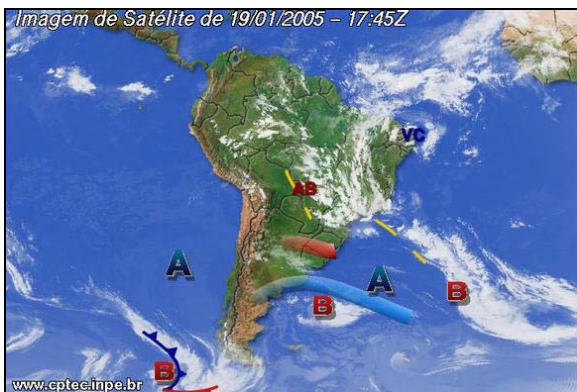 Imagem de Satélite de 19/01/2005 – 17:45Z
VC
AB
A
A
B
B
B
www.cptec.inpe.br